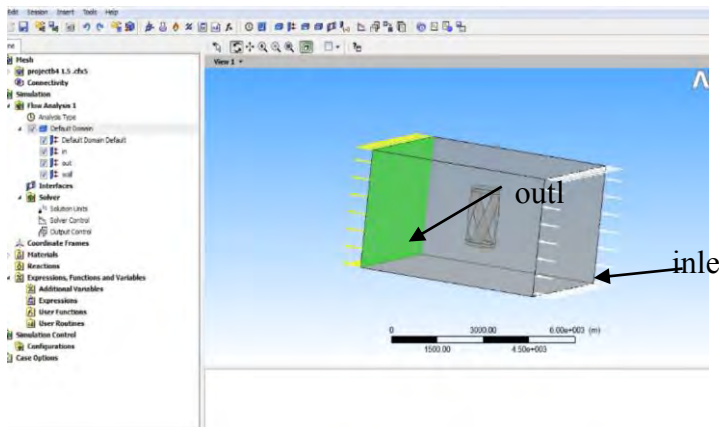 Edit Session Insert Tools Help
View 1
Mesh
projectb4 1.5 .cfx5
Connectivity
Simulation
Flow Analysis 1
Analysis Type
Default Domain
Default Domain Default
in
out
wall
Interfaces
Solver
Solution Units
Solver Control
Output Control
Coordinate Frames
Materials
Reactions
Expressions, Functions and Variables
Additional Variables
Expressions
User Functions
User Routines
Simulation Control
Configurations
Case Options
outl
inle
0 3000.00 6.00e+003 (m)
1500.00 4.50e+003